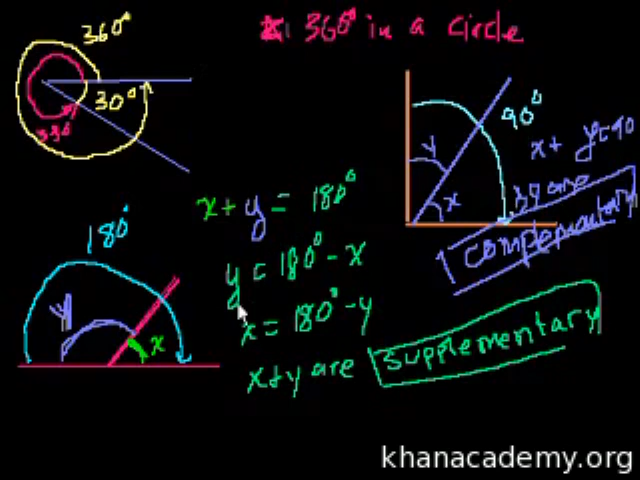 360° in a circle
360°
30°
330°
90°
y
x
x + y = 90
x y are
complementary
180°
y
x
x + y = 180°
y = 180° - x
x = 180° - y
x + y are supplementary
khanacademy.org